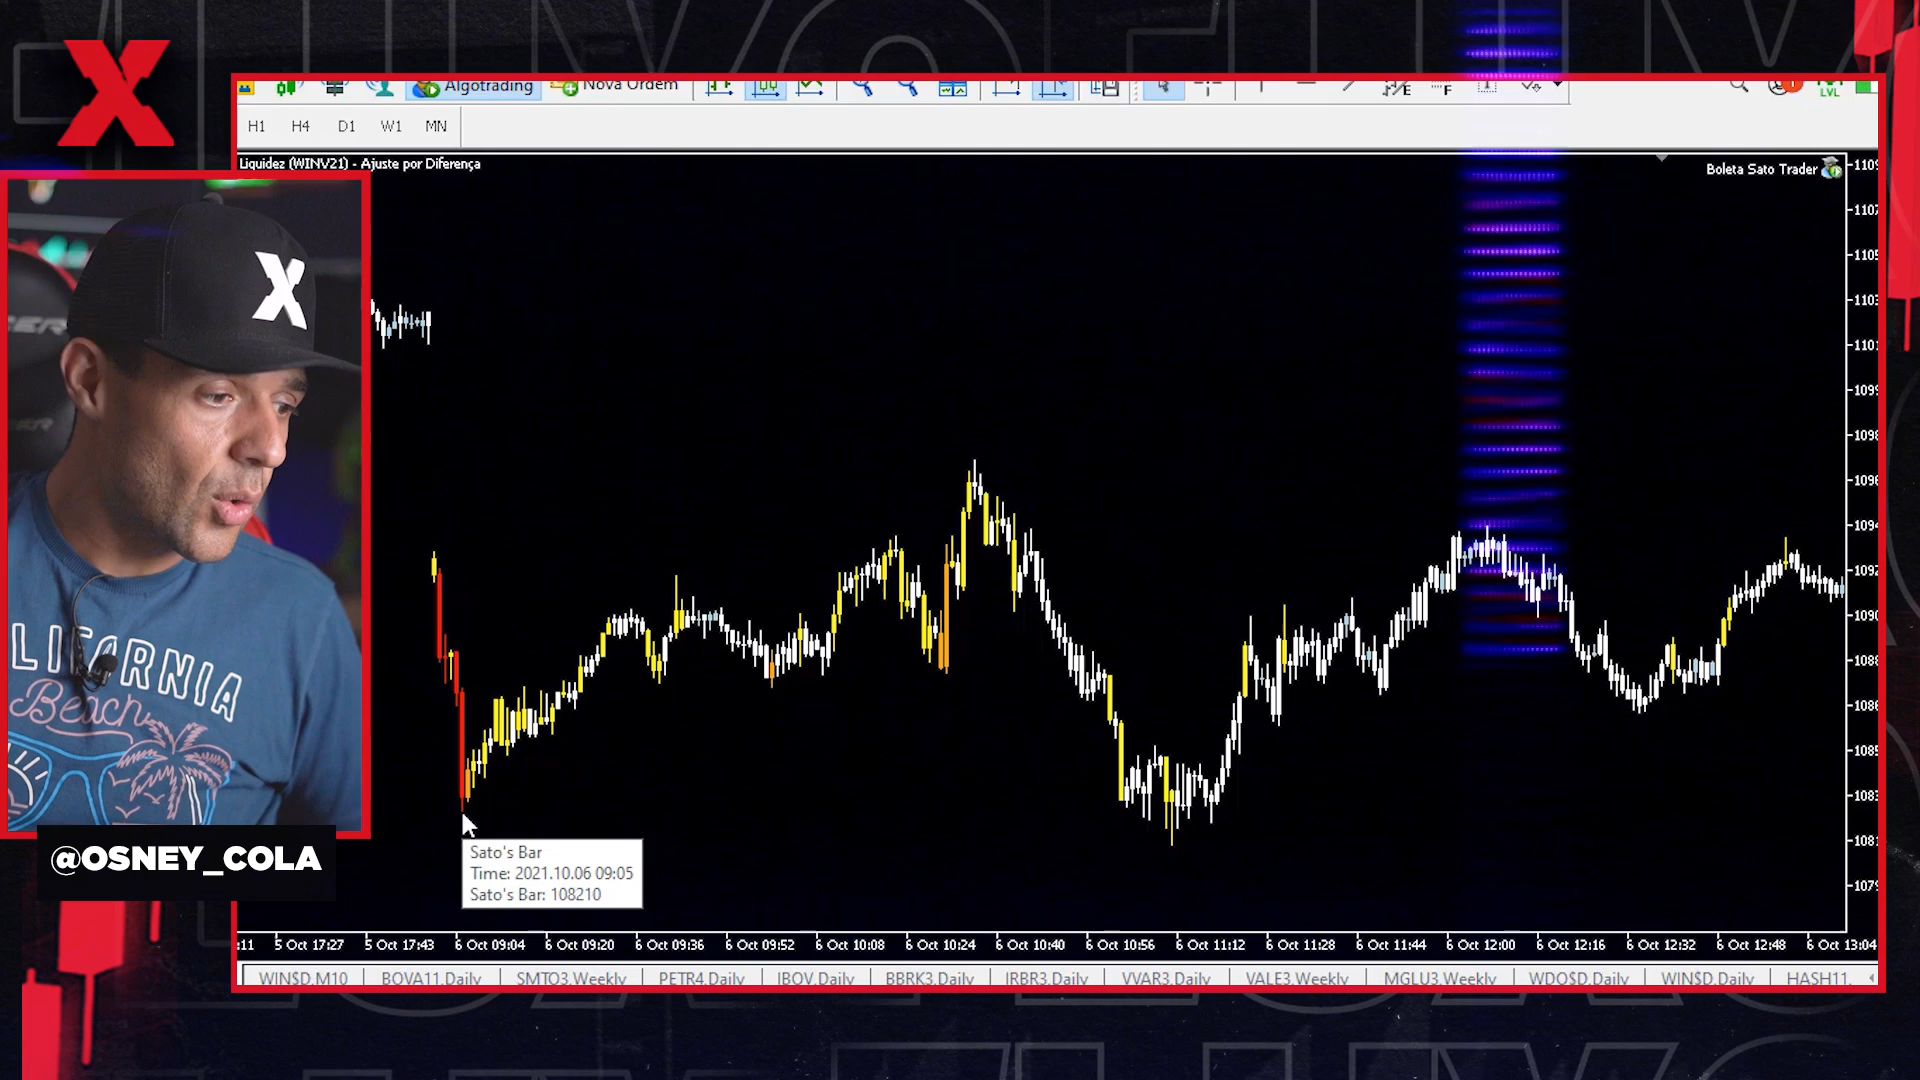 X
Algotrading
Nova Ordem
H1 H4 D1 W1 MN
Liquidez (WINV21) - Ajuste por Diferença
Boleta Sato Trader
LVL
X
CALIFORNIA
Beach
@OSNEY_COLA
Sato's Bar
Time: 2021.10.06 09:05
Sato's Bar: 108210
:11 5 Oct 17:27 5 Oct 17:43 6 Oct 09:04 6 Oct 09:20 6 Oct 09:36 6 Oct 09:52 6 Oct 10:08 6 Oct 10:24 6 Oct 10:40 6 Oct 10:56 6 Oct 11:12 6 Oct 11:28 6 Oct 11:44 6 Oct 12:00 6 Oct 12:16 6 Oct 12:32 6 Oct 12:48 6 Oct 13:04
WIN$D.M10 BOVA11.Daily SMTO3.Weekly PETR4.Daily IBOV.Daily BBRK3.Daily IRBR3.Daily VVAR3.Daily VALE3.Weekly MGLU3.Weekly WDO$D.Daily WIN$D.Daily HASH11.